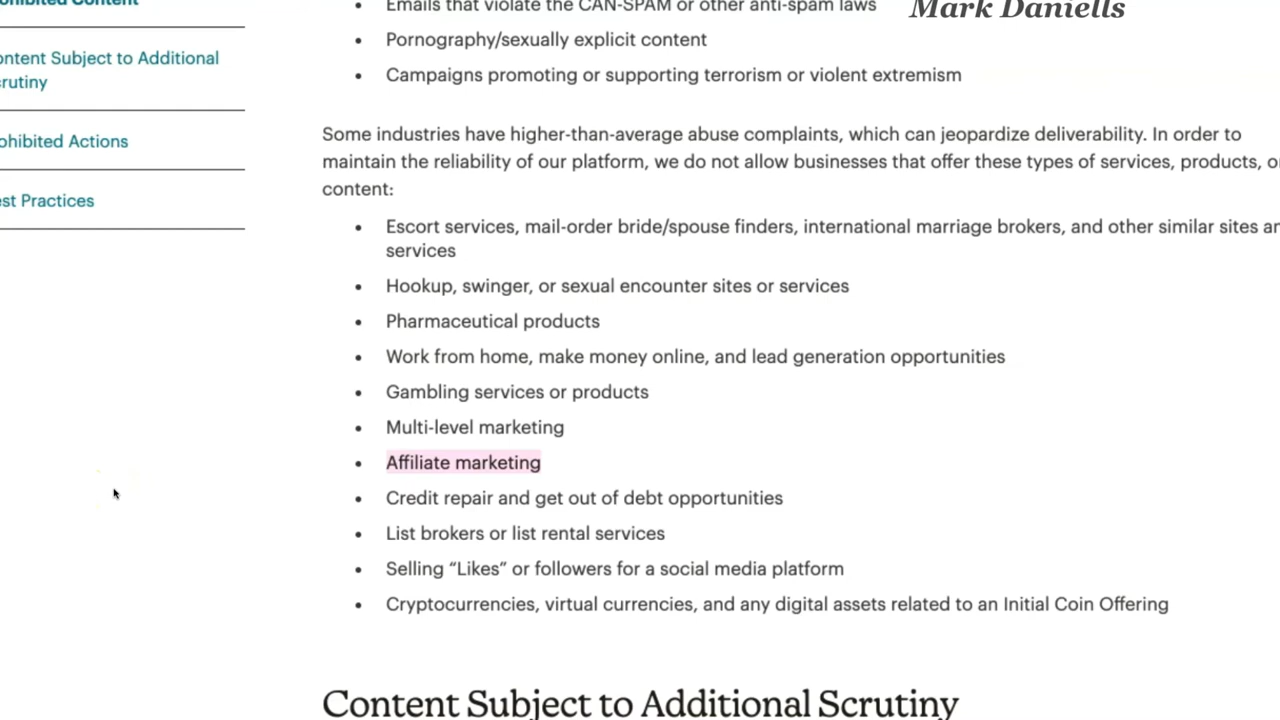 ohibited Content
ontent Subject to Additional
crutiny
ohibited Actions
est Practices
Mark Daniells
Emails that violate the CAN-SPAM or other anti-spam laws
Pornography/sexually explicit content
Campaigns promoting or supporting terrorism or violent extremism
Some industries have higher-than-average abuse complaints, which can jeopardize deliverability. In order to
maintain the reliability of our platform, we do not allow businesses that offer these types of services, products, or
content:
Escort services, mail-order bride/spouse finders, international marriage brokers, and other similar sites an
services
Hookup, swinger, or sexual encounter sites or services
Pharmaceutical products
Work from home, make money online, and lead generation opportunities
Gambling services or products
Multi-level marketing
Affiliate marketing
Credit repair and get out of debt opportunities
List brokers or list rental services
Selling “Likes” or followers for a social media platform
Cryptocurrencies, virtual currencies, and any digital assets related to an Initial Coin Offering
Content Subject to Additional Scrutiny